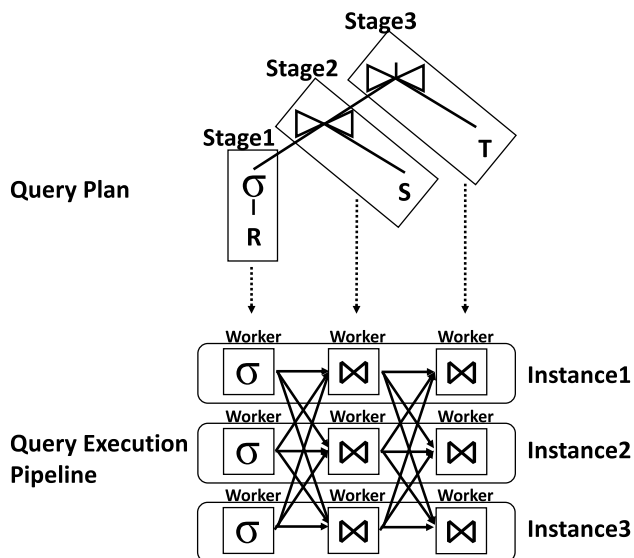 Stage3
Stage2
Stage1
T
Query Plan
σ
S
R
Worker Worker Worker
σ ⋈ ⋈
Instance1
Worker Worker Worker
σ ⋈ ⋈
Instance2
Query Execution
Pipeline
Worker Worker Worker
σ ⋈ ⋈
Instance3